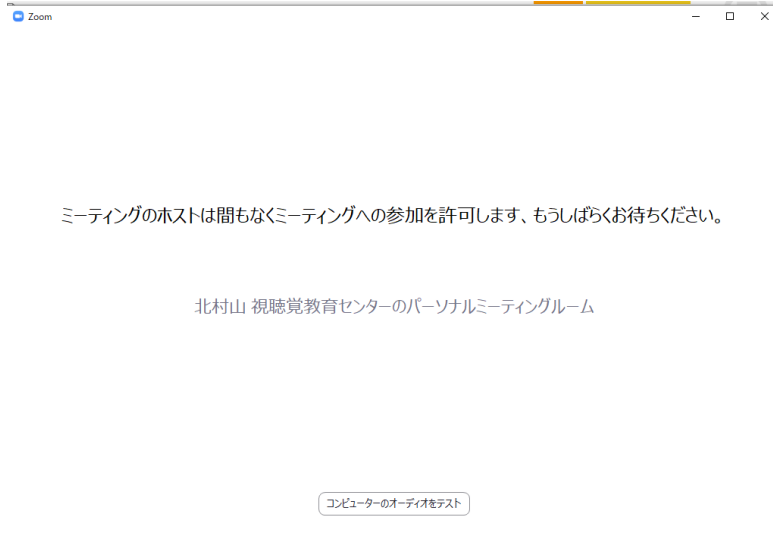 Zoom
ミーティングのホストは間もなくミーティングへの参加を許可します、もうしばらくお待ちください。
北村山 視聴覚教育センターのパーソナルミーティングルーム
コンピューターのオーディオをテスト